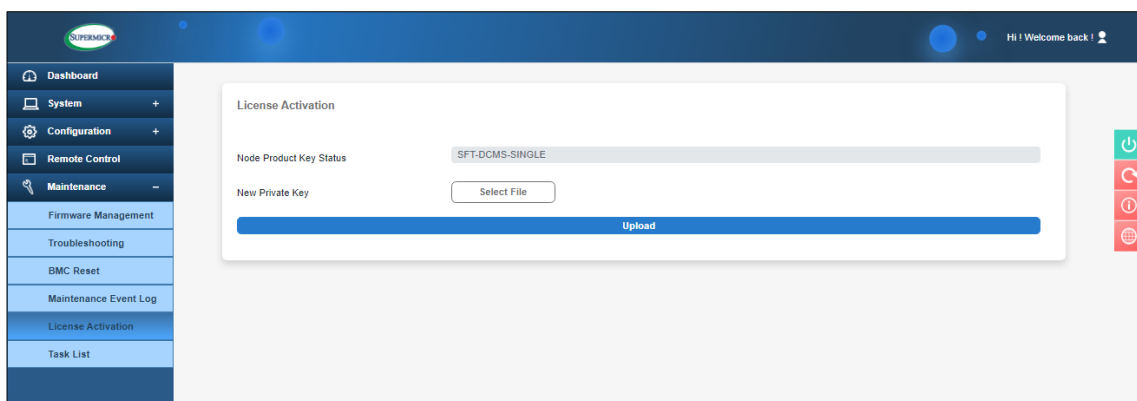 SUPERMICR
Hi ! Welcome back !
Dashboard
System +
Configuration +
Remote Control
Maintenance –
Firmware Management
Troubleshooting
BMC Reset
Maintenance Event Log
License Activation
Task List
License Activation
Node Product Key Status SFT-DCMS-SINGLE
New Private Key Select File
Upload